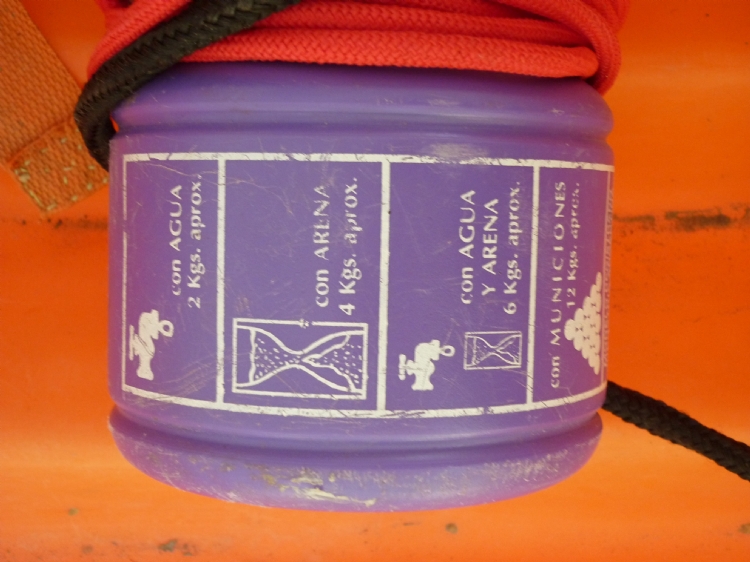 con AGUA
2 Kgs. aprox.
con ARENA
4 Kgs. aprox.
con AGUA
Y ARENA
6 Kgs. aprox.
con MUNICIONES
12 Kgs. aprox.